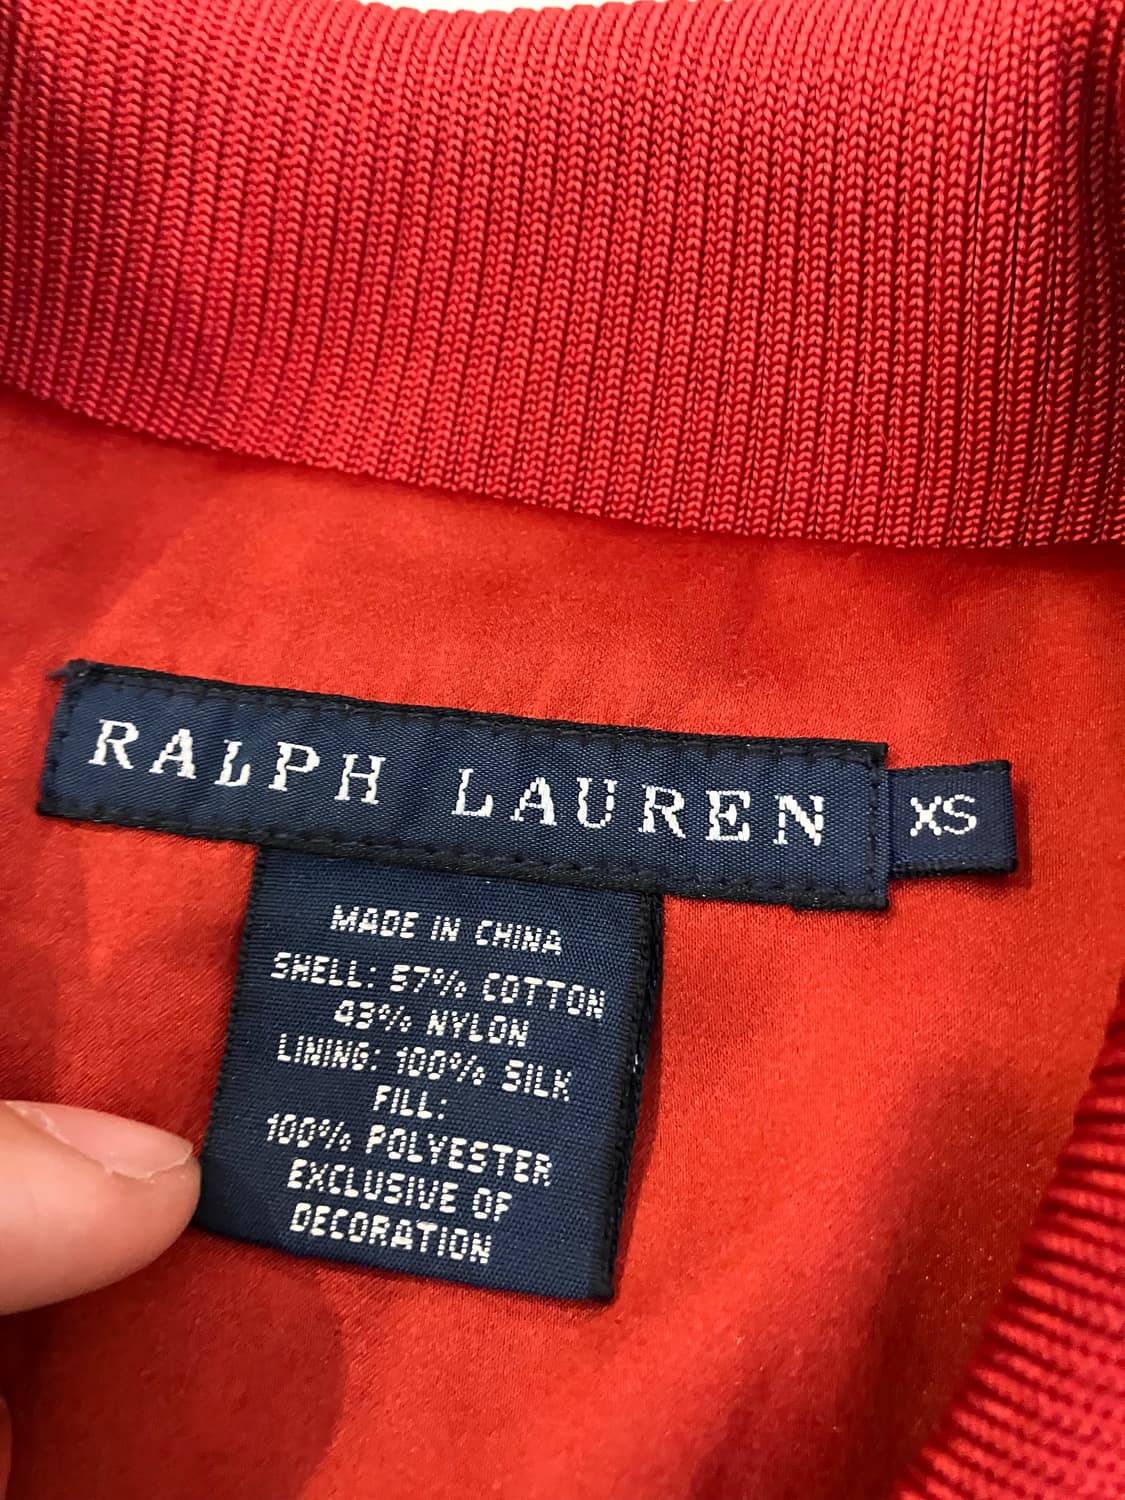 RALPH LAUREN XS
MADE IN CHINA
SHELL: 57% COTTON
43% NYLON
LINING: 100% SILK
FILL:
100% POLYESTER
EXCLUSIVE OF
DECORATION